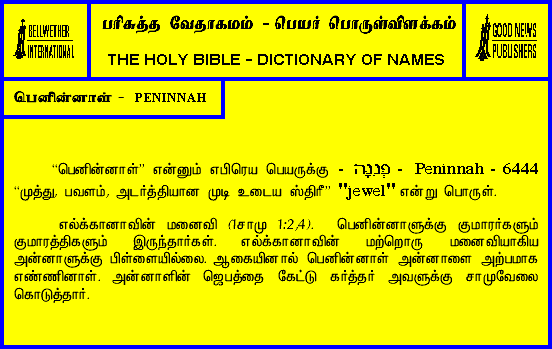 BELLWETHER
INTERNATIONAL
பரிசுத்த வேதாகமம் - பெயர் பொருள்விளக்கம்
THE HOLY BIBLE - DICTIONARY OF NAMES
GOOD NEWS
PUBLISHERS
பெனின்னாள் - PENINNAH
“பெனின்னாள்” என்னும் எபிரெய பெயருக்கு - פְנִנָּה - Peninnah - 6444
“முத்து, பவளம், அடர்த்தியான முடி உடைய ஸ்திரீ” "jewel" என்று பொருள்.
எல்க்கானாவின் மனைவி (1சாமு 1:2,4). பெனின்னாளுக்கு குமாரர்களும்
குமாரத்திகளும் இருந்தார்கள். எல்க்கானாவின் மற்றொரு மனைவியாகிய
அன்னாளுக்கு பிள்ளையில்லை. ஆகையினால் பெனின்னாள் அன்னாளை அற்பமாக
எண்ணினாள். அன்னாளின் ஜெபத்தை கேட்டு கர்த்தர் அவளுக்கு சாமுவேலை
கொடுத்தார்.